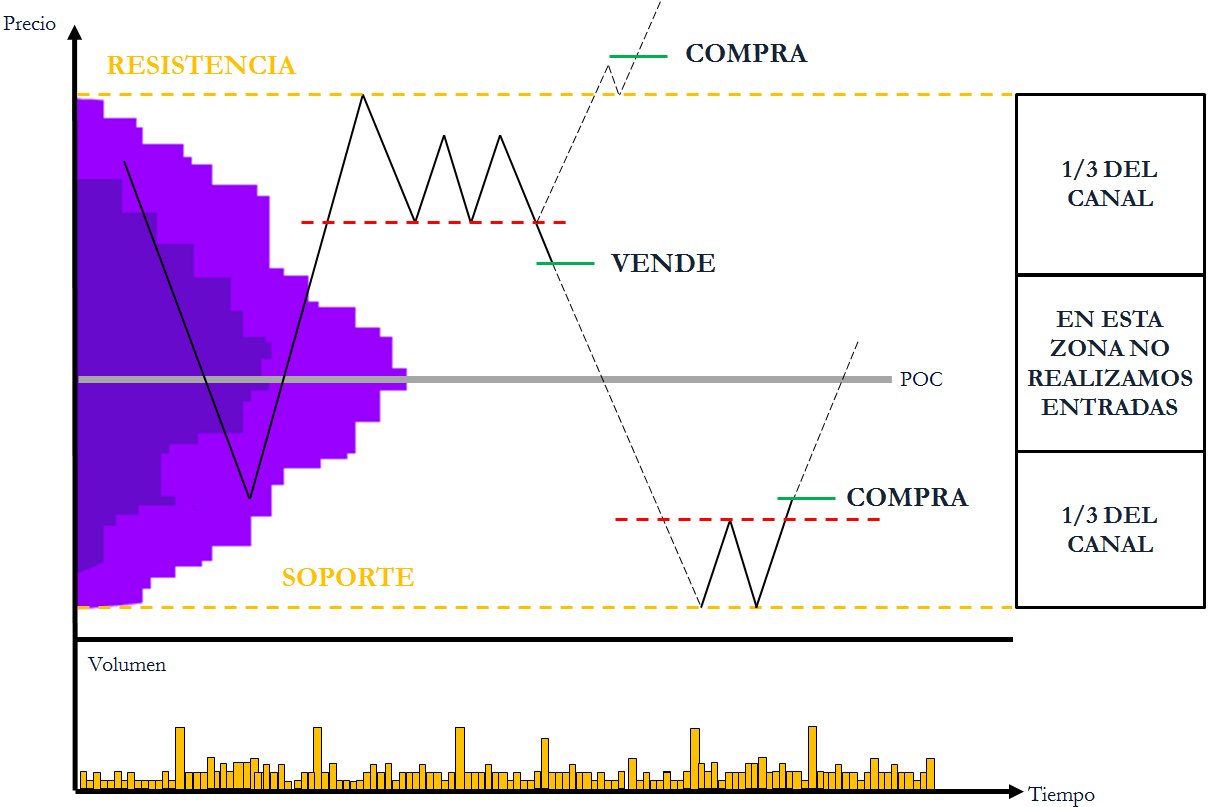 Precio
RESISTENCIA
COMPRA
1/3 DEL
CANAL
VENDE
EN ESTA
ZONA NO
REALIZAMOS
ENTRADAS
POC
COMPRA
1/3 DEL
CANAL
SOPORTE
Volumen
Tiempo